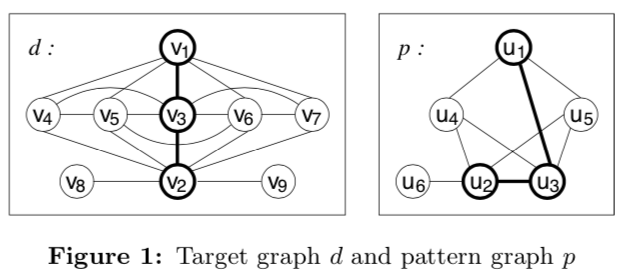 d :
p :
v1
u1
v4
v5
v3
v6
v7
u4
u5
v8
v2
v9
u6
u2
u3
Figure 1: Target graph d and pattern graph p